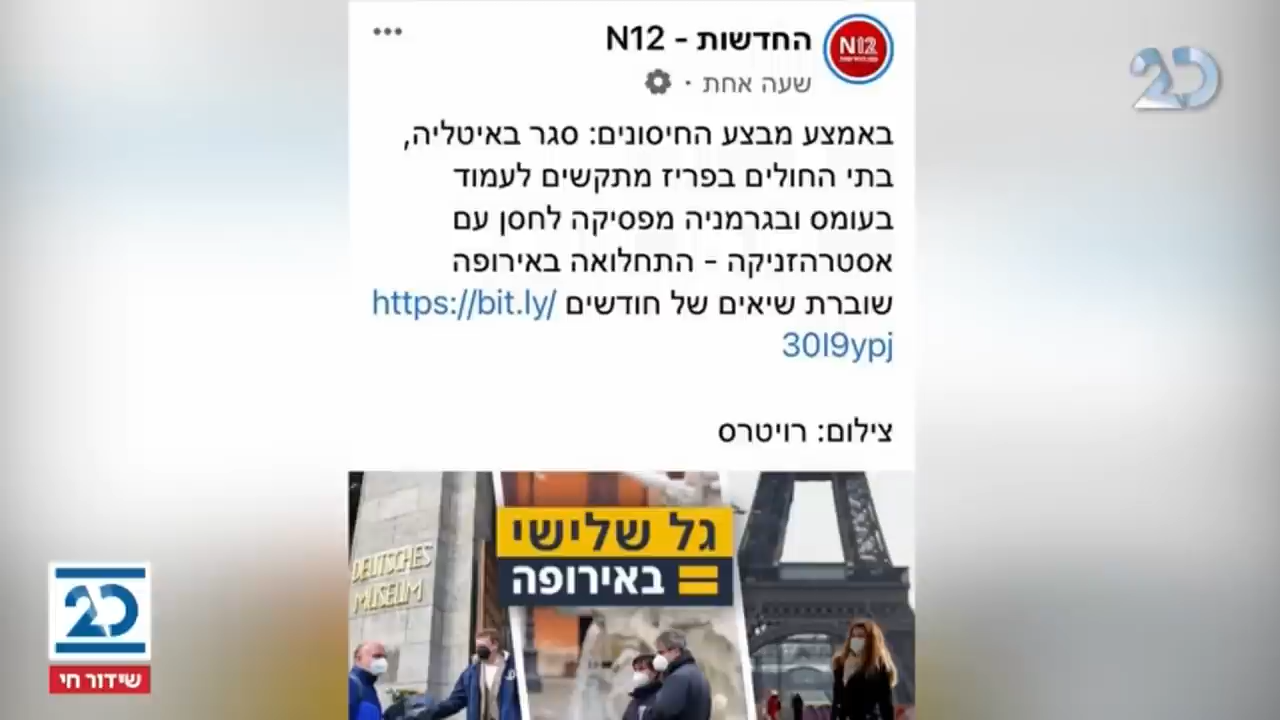 החדשות - N12
N12
שעה אחת ·
20
באמצע מבצע החיסונים: סגר באיטליה,
בתי החולים בפריז מתקשים לעמוד
בעומס ובגרמניה מפסיקה לחסן עם
אסטרהזניקה - התחלואה באירופה
שוברת שיאים של חודשים https://bit.ly/
30l9ypj
צילום: רויטרס
גל שלישי
באירופה
DEUTSCHES
MUSEUM
20
שידור חי